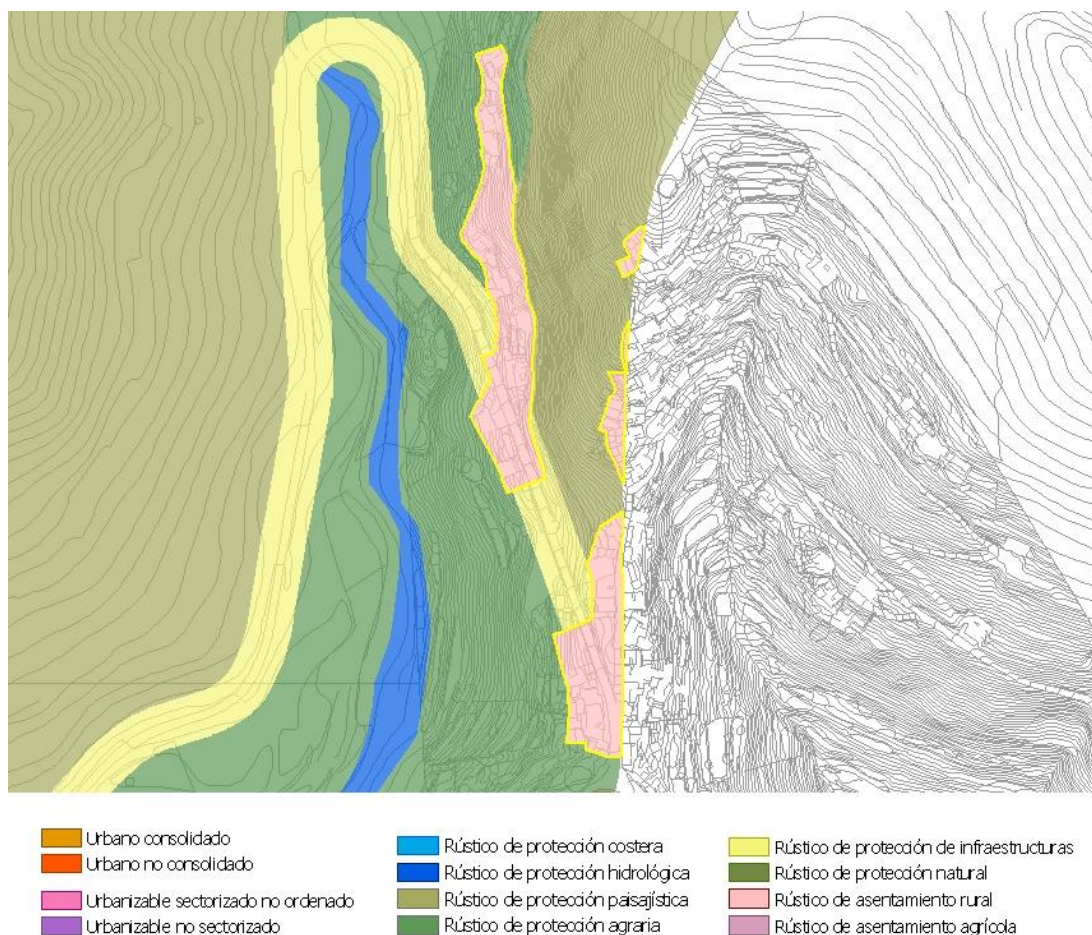 Urbano consolidado
Urbano no consolidado
Urbanizable sectorizado no ordenado
Urbanizable no sectorizado
Rústico de protección costera
Rústico de protección hidrológica
Rústico de protección paisajística
Rústico de protección agraria
Rústico de protección de infraestructuras
Rústico de protección natural
Rústico de asentamiento rural
Rústico de asentamiento agrícola